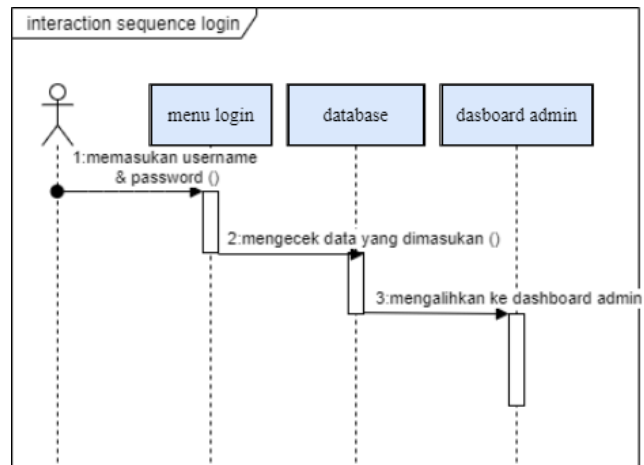 interaction sequence login
menu login
database
dasboard admin
1:memasukan username
& password ()
2:mengecek data yang dimasukan ()
3:mengalihkan ke dashboard admin